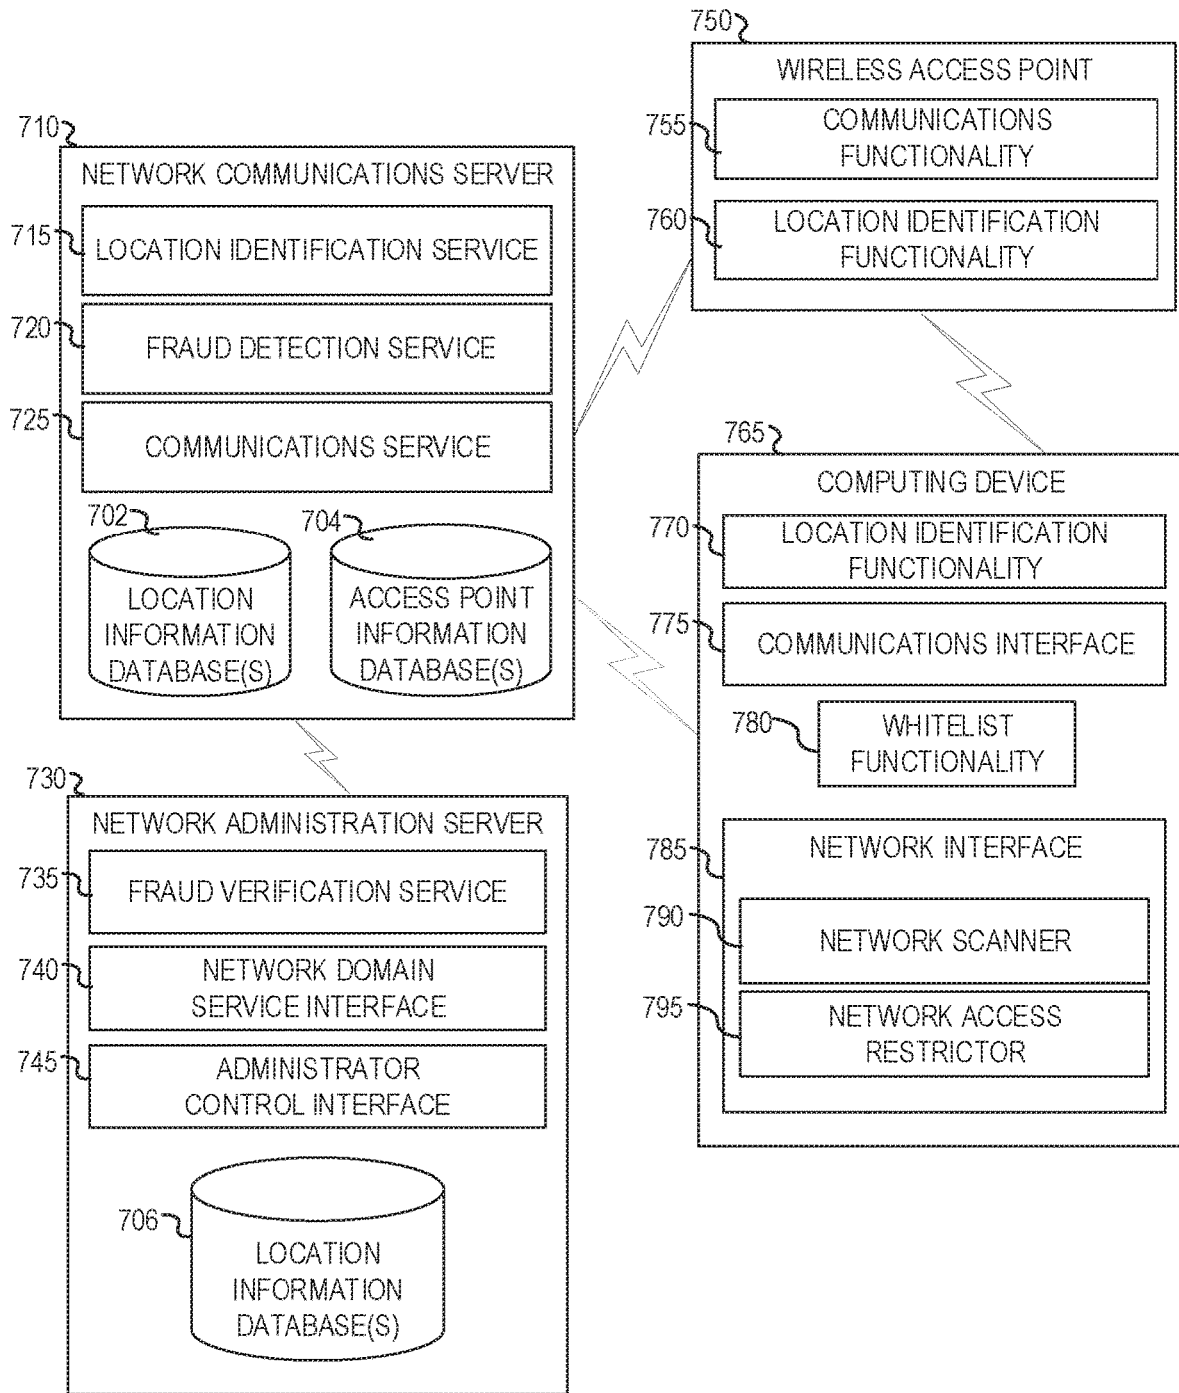 710
NETWORK COMMUNICATIONS SERVER
715
LOCATION IDENTIFICATION SERVICE
720
FRAUD DETECTION SERVICE
725
COMMUNICATIONS SERVICE
702
LOCATION
INFORMATION
DATABASE(S)
704
ACCESS POINT
INFORMATION
DATABASE(S)
730
NETWORK ADMINISTRATION SERVER
735
FRAUD VERIFICATION SERVICE
740
NETWORK DOMAIN
SERVICE INTERFACE
745
ADMINISTRATOR
CONTROL INTERFACE
706
LOCATION
INFORMATION
DATABASE(S)
750
WIRELESS ACCESS POINT
755
COMMUNICATIONS
FUNCTIONALITY
760
LOCATION IDENTIFICATION
FUNCTIONALITY
765
COMPUTING DEVICE
770
LOCATION IDENTIFICATION
FUNCTIONALITY
775
COMMUNICATIONS INTERFACE
780
WHITELIST
FUNCTIONALITY
785
NETWORK INTERFACE
790
NETWORK SCANNER
795
NETWORK ACCESS
RESTRICTOR